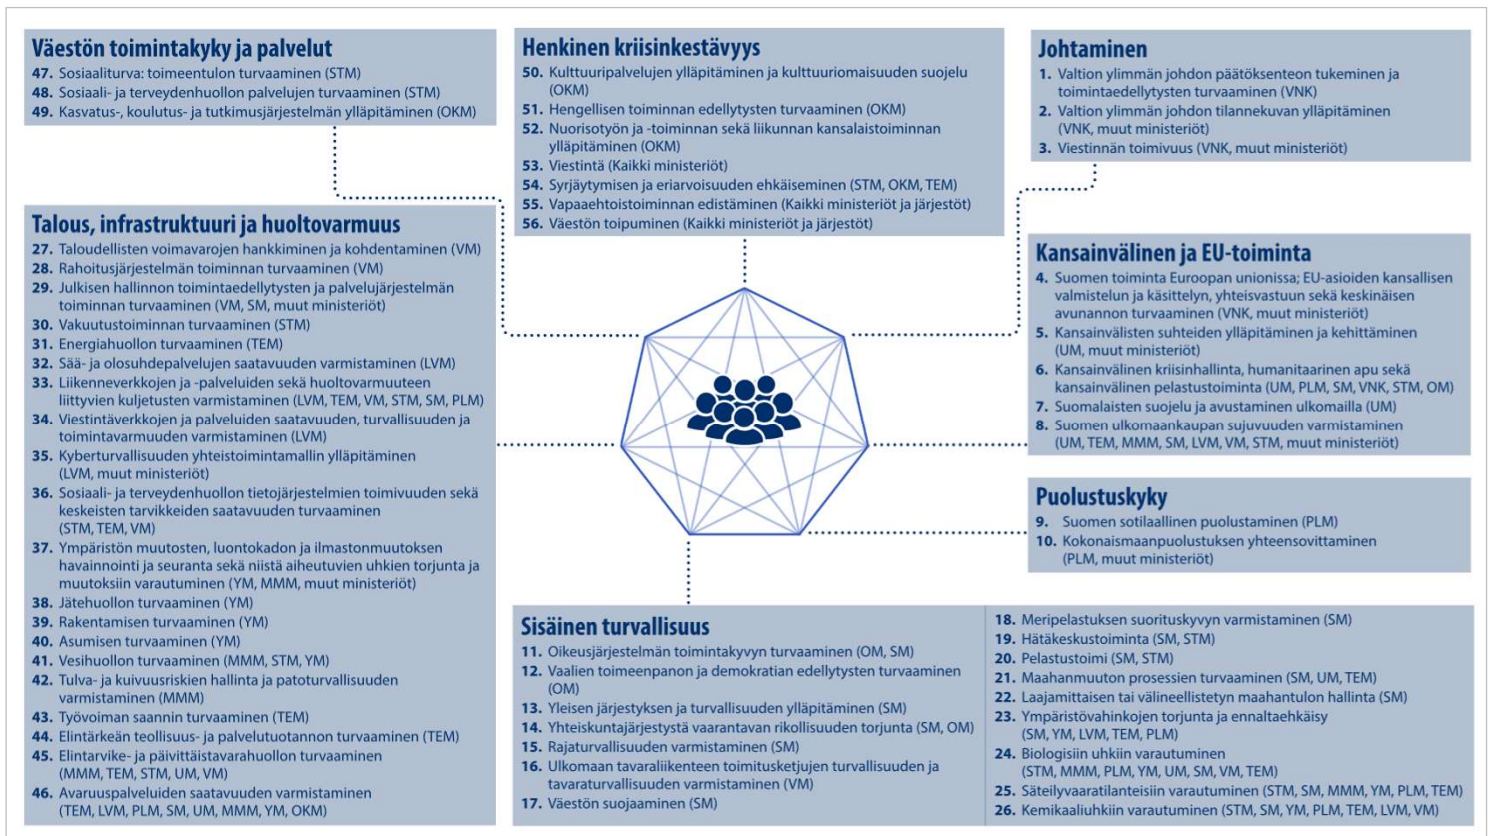 Väestön toimintakyky ja palvelut
47. Sosiaaliturva: toimeentulon turvaaminen (STM)
48. Sosiaali- ja terveydenhuollon palvelujen turvaaminen (STM)
49. Kasvatus-, koulutus- ja tutkimusjärjestelmän ylläpitäminen (OKM)
Henkinen kriisinkestävyys
50. Kulttuuripalvelujen ylläpitäminen ja kulttuuriomaisuuden suojelu
(OKM)
51. Hengellisen toiminnan edellytysten turvaaminen (OKM)
52. Nuorisotyön ja -toiminnan sekä liikunnan kansalaistoiminnan
ylläpitäminen (OKM)
53. Viestintä (Kaikki ministeriöt)
54. Syrjäytymisen ja eriarvoisuuden ehkäiseminen (STM, OKM, TEM)
55. Vapaaehtoistoiminnan edistäminen (Kaikki ministeriöt ja järjestöt)
56. Väestön toipuminen (Kaikki ministeriöt ja järjestöt)
Johtaminen
1. Valtion ylimmän johdon päätöksenteon tukeminen ja
toimintaedellytysten turvaaminen (VNK)
2. Valtion ylimmän johdon tilannekuvan ylläpitäminen
(VNK, muut ministeriöt)
3. Viestinnän toimivuus (VNK, muut ministeriöt)
Talous, infrastruktuuri ja huoltovarmuus
27. Taloudellisten voimavarojen hankkiminen ja kohdentaminen (VM)
28. Rahoitusjärjestelmän toiminnan turvaaminen (VM)
29. Julkisen hallinnon toimintaedellytysten ja palvelujärjestelmän
toiminnan turvaaminen (VM, SM, muut ministeriöt)
30. Vakuutustoiminnan turvaaminen (STM)
31. Energiahuollon turvaaminen (TEM)
32. Sää- ja olosuhdepalvelujen saatavuuden varmistaminen (LVM)
33. Liikenneverkkojen ja -palveluiden sekä huoltovarmuuteen
liittyvien kuljetusten varmistaminen (LVM, TEM, VM, STM, SM, PLM)
34. Viestintäverkkojen ja palveluiden saatavuuden, turvallisuuden ja
toimintavarmuuden varmistaminen (LVM)
35. Kyberturvallisuuden yhteistoimintamallin ylläpitäminen
(LVM, muut ministeriöt)
36. Sosiaali- ja terveydenhuollon tietojärjestelmien toimivuuden sekä
keskeisten tarvikkeiden saatavuuden turvaaminen
(STM, TEM, VM)
37. Ympäristön muutosten, luontokadon ja ilmastonmuutoksen
havainnointi ja seuranta sekä niistä aiheutuvien uhkien torjunta ja
muutoksiin varautuminen (YM, MMM, muut ministeriöt)
38. Jätehuollon turvaaminen (YM)
39. Rakentamisen turvaaminen (YM)
40. Asumisen turvaaminen (YM)
41. Vesihuollon turvaaminen (MMM, STM, YM)
42. Tulva- ja kuivuusriskien hallinta ja patoturvallisuuden
varmistaminen (MMM)
43. Työvoiman saannin turvaaminen (TEM)
44. Elintärkeän teollisuus- ja palvelutuotannon turvaaminen (TEM)
45. Elintarvike- ja päivittäistavarahuollon turvaaminen
(MMM, TEM, STM, UM, VM)
46. Avaruuspalveluiden saatavuuden varmistaminen
(TEM, LVM, PLM, SM, UM, MMM, YM, OKM)
Kansainvälinen ja EU-toiminta
4. Suomen toiminta Euroopan unionissa; EU-asioiden kansallisen
valmistelun ja käsittelyn, yhteisvastuun sekä keskinäisen
avunannon turvaaminen (VNK, muut ministeriöt)
5. Kansainvälisten suhteiden ylläpitäminen ja kehittäminen
(UM, muut ministeriöt)
6. Kansainvälinen kriisinhallinta, humanitaarinen apu sekä
kansainvälinen pelastustoiminta (UM, PLM, SM, VNK, STM, OM)
7. Suomalaisten suojelu ja avustaminen ulkomailla (UM)
8. Suomen ulkomaankaupan sujuvuuden varmistaminen
(UM, TEM, MMM, SM, LVM, VM, STM, muut ministeriöt)
Puolustuskyky
9. Suomen sotilaallinen puolustaminen (PLM)
10. Kokonaismaanpuolustuksen yhteensovittaminen
(PLM, muut ministeriöt)
Sisäinen turvallisuus
11. Oikeusjärjestelmän toimintakyvyn turvaaminen (OM, SM)
12. Vaalien toimeenpanon ja demokratian edellytysten turvaaminen
(OM)
13. Yleisen järjestyksen ja turvallisuuden ylläpitäminen (SM)
14. Yhteiskuntajärjestystä vaarantavan rikollisuuden torjunta (SM, OM)
15. Rajaturvallisuuden varmistaminen (SM)
16. Ulkomaan tavaraliikenteen toimitusketjujen turvallisuuden ja
tavaraturvallisuuden varmistaminen (VM)
17. Väestön suojaaminen (SM)
18. Meripelastuksen suorituskyvyn varmistaminen (SM)
19. Hätäkeskustoiminta (SM, STM)
20. Pelastustoimi (SM, STM)
21. Maahanmuuton prosessien turvaaminen (SM, UM, TEM)
22. Laajamittaisen tai välineellistetyn maahantulon hallinta (SM)
23. Ympäristövahinkojen torjunta ja ennaltaehkäisy
(SM, YM, LVM, TEM, PLM)
24. Biologisiin uhkiin varautuminen
(STM, MMM, PLM, YM, UM, SM, VM, TEM)
25. Säteilyvaaratilanteisiin varautuminen (STM, SM, MMM, YM, PLM, TEM)
26. Kemikaaliuhkiin varautuminen (STM, SM, YM, PLM, TEM, LVM, VM)